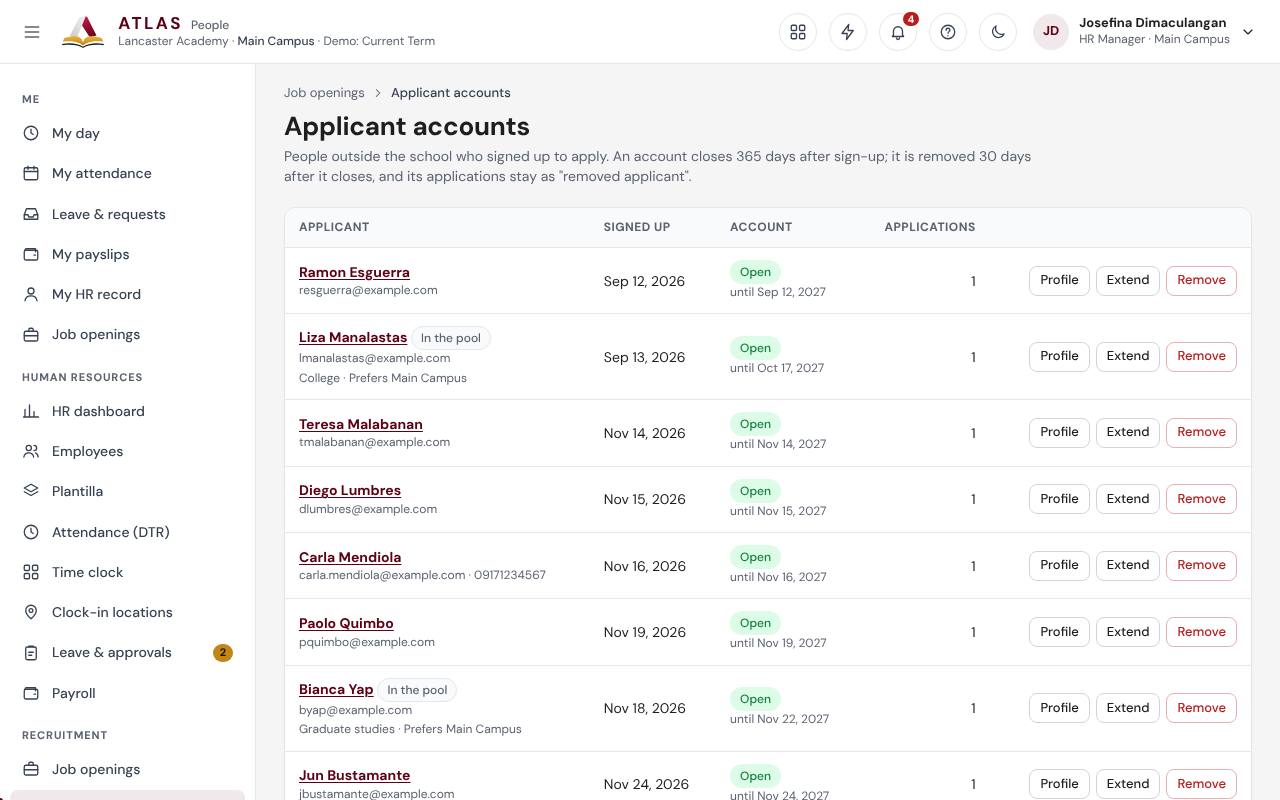 ATLAS People
Lancaster Academy · Main Campus · Demo: Current Term
4
JD
Josefina Dimaculangan
HR Manager · Main Campus
ME
My day
My attendance
Leave & requests
My payslips
My HR record
Job openings
HUMAN RESOURCES
HR dashboard
Employees
Plantilla
Attendance (DTR)
Time clock
Clock-in locations
Leave & approvals 2
Payroll
RECRUITMENT
Job openings
Job openings > Applicant accounts
Applicant accounts
People outside the school who signed up to apply. An account closes 365 days after sign-up; it is removed 30 days
after it closes, and its applications stay as "removed applicant".
APPLICANT SIGNED UP ACCOUNT APPLICATIONS
Ramon Esguerra
resguerra@example.com
Sep 12, 2026
Open
until Sep 12, 2027
1
Profile Extend Remove
Liza Manalastas In the pool
lmanalastas@example.com
College · Prefers Main Campus
Sep 13, 2026
Open
until Oct 17, 2027
1
Profile Extend Remove
Teresa Malabanan
tmalabanan@example.com
Nov 14, 2026
Open
until Nov 14, 2027
1
Profile Extend Remove
Diego Lumbres
dlumbres@example.com
Nov 15, 2026
Open
until Nov 15, 2027
1
Profile Extend Remove
Carla Mendiola
carla.mendiola@example.com · 09171234567
Nov 16, 2026
Open
until Nov 16, 2027
1
Profile Extend Remove
Paolo Quimbo
pquimbo@example.com
Nov 19, 2026
Open
until Nov 19, 2027
1
Profile Extend Remove
Bianca Yap In the pool
byap@example.com
Graduate studies · Prefers Main Campus
Nov 18, 2026
Open
until Nov 22, 2027
1
Profile Extend Remove
Jun Bustamante
jbustamante@example.com
Nov 24, 2026
Open
until Nov 24, 2027
1
Profile Extend Remove